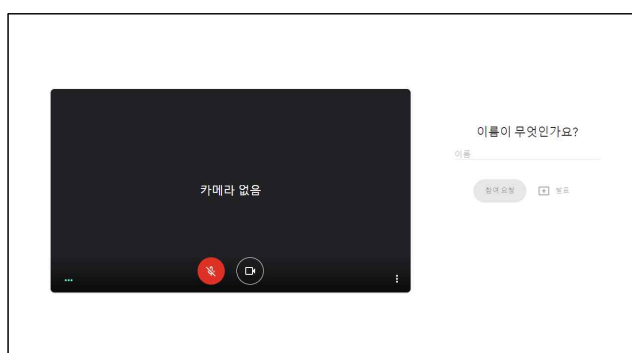 이름이 무엇인가요?
이름
카메라 없음
참여 요청
발표